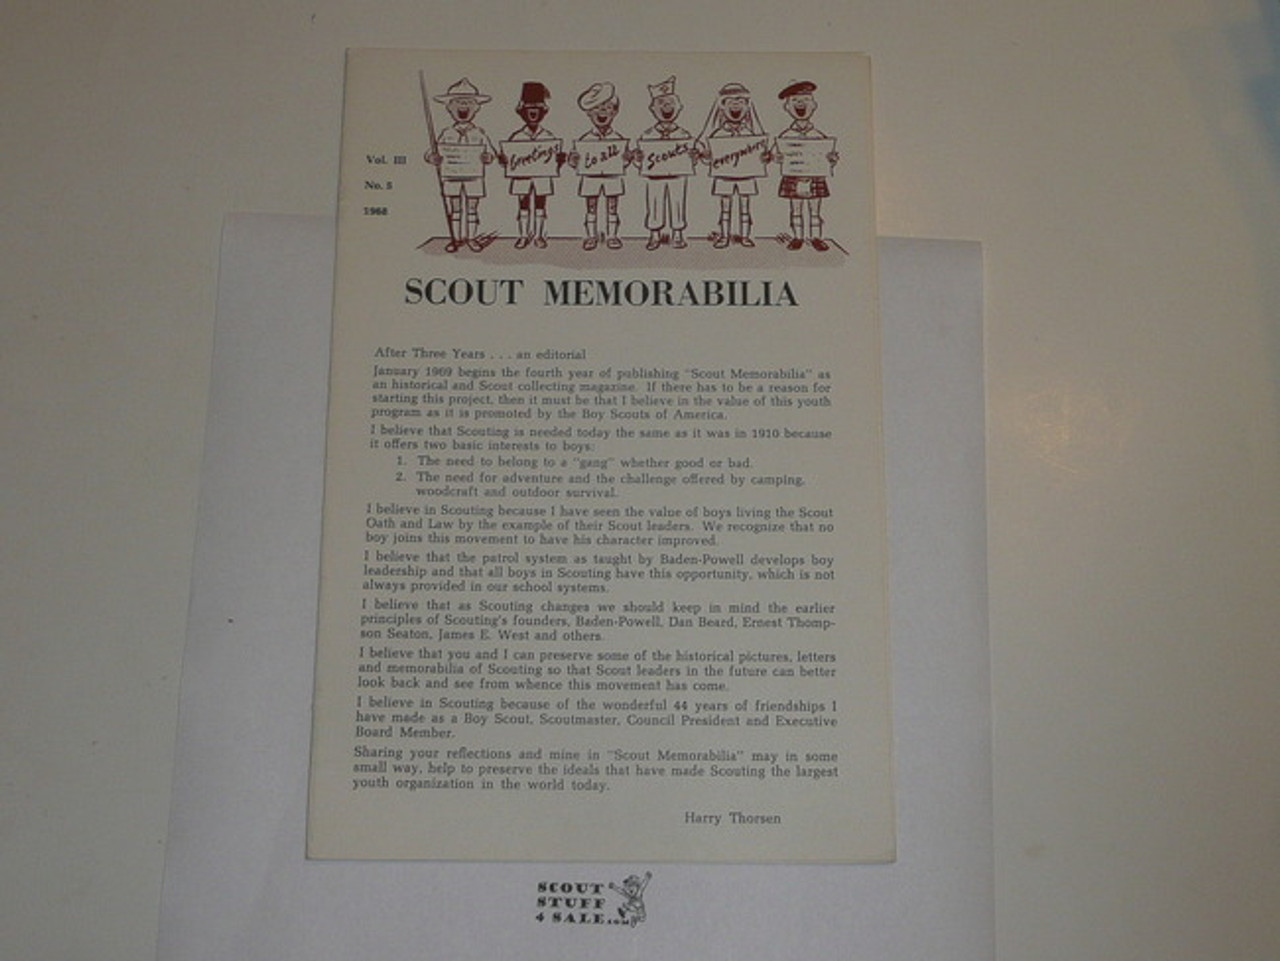 Vol. III
No. 5
1968
Greetings
to all
Scouts
everywhere
SCOUT MEMORABILIA
After Three Years . . . an editorial
January 1969 begins the fourth year of publishing "Scout Memorabilia" as
an historical and Scout collecting magazine. If there has to be a reason for
starting this project, then it must be that I believe in the value of this youth
program as it is promoted by the Boy Scouts of America.
I believe that Scouting is needed today the same as it was in 1910 because
it offers two basic interests to boys:
1. The need to belong to a "gang" whether good or bad.
2. The need for adventure and the challenge offered by camping,
woodcraft and outdoor survival.
I believe in Scouting because I have seen the value of boys living the Scout
Oath and Law by the example of their Scout leaders. We recognize that no
boy joins this movement to have his character improved.
I believe that the patrol system as taught by Baden-Powell develops boy
leadership and that all boys in Scouting have this opportunity, which is not
always provided in our school systems.
I believe that as Scouting changes we should keep in mind the earlier
principles of Scouting's founders, Baden-Powell, Dan Beard, Ernest Thomp-
son Seaton, James E. West and others.
I believe that you and I can preserve some of the historical pictures, letters
and memorabilia of Scouting so that Scout leaders in the future can better
look back and see from whence this movement has come.
I believe in Scouting because of the wonderful 44 years of friendships I
have made as a Boy Scout, Scoutmaster, Council President and Executive
Board Member.
Sharing your reflections and mine in "Scout Memorabilia" may in some
small way, help to preserve the ideals that have made Scouting the largest
youth organization in the world today.
Harry Thorsen
SCOUT
STUFF
4 SALE.COM